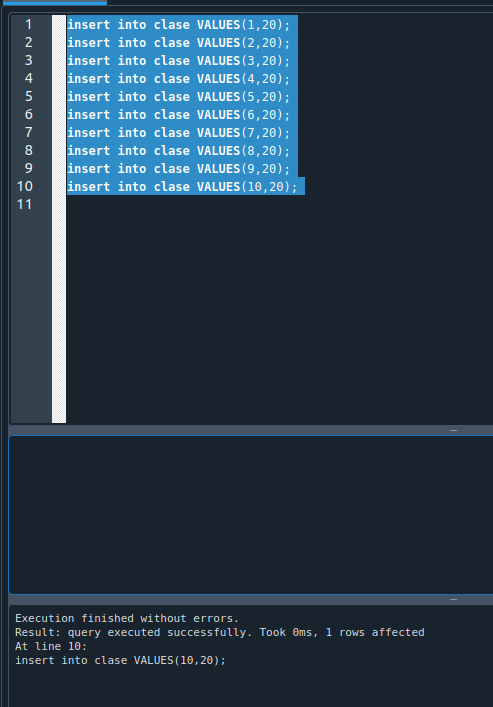 1 insert into clase VALUES(1,20);
2 insert into clase VALUES(2,20);
3 insert into clase VALUES(3,20);
4 insert into clase VALUES(4,20);
5 insert into clase VALUES(5,20);
6 insert into clase VALUES(6,20);
7 insert into clase VALUES(7,20);
8 insert into clase VALUES(8,20);
9 insert into clase VALUES(9,20);
10 insert into clase VALUES(10,20);
11
Execution finished without errors.
Result: query executed successfully. Took 0ms, 1 rows affected
At line 10:
insert into clase VALUES(10,20);